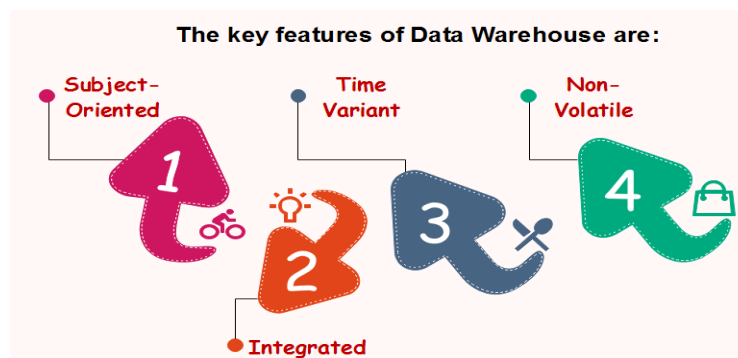 The key features of Data Warehouse are:
Subject-
Oriented
1
2
Integrated
Time
Variant
3
Non-
Volatile
4